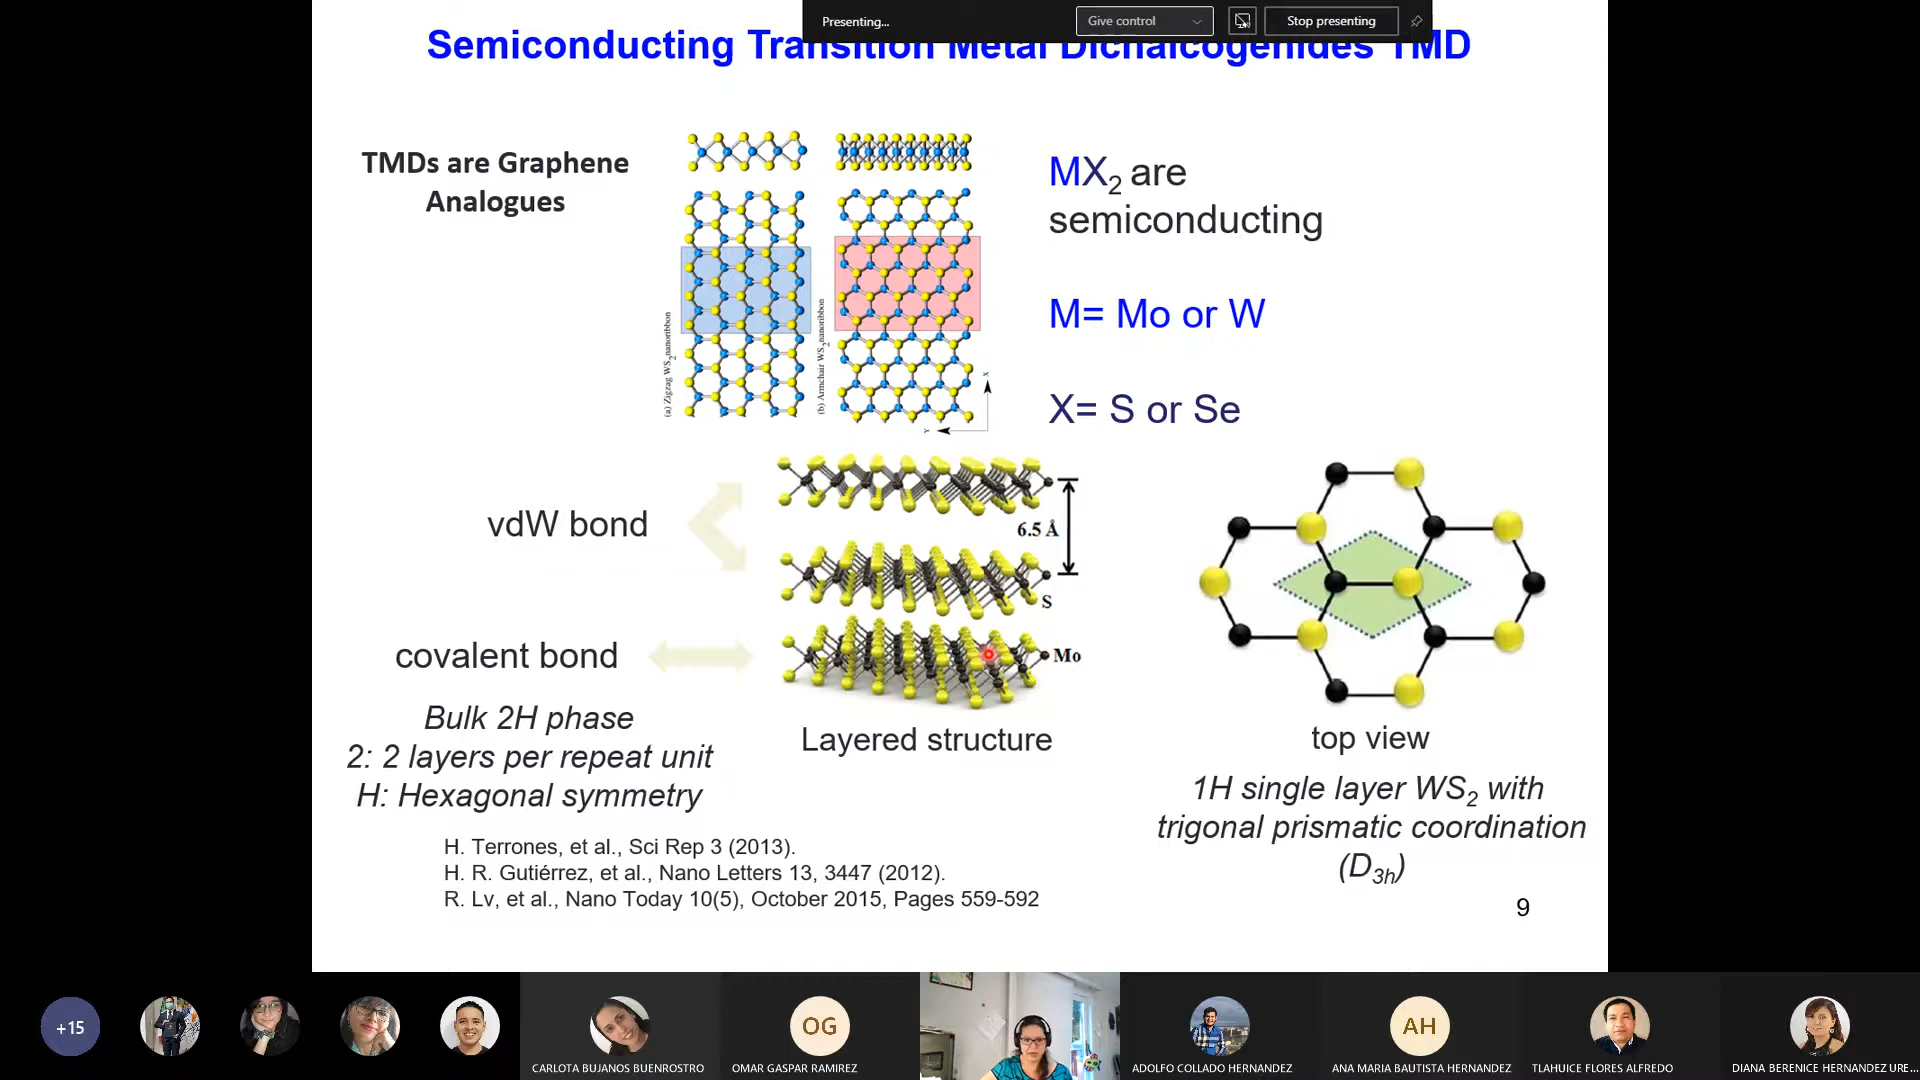 Presenting...
Give control
Stop presenting
Semiconducting Transition Metal Dichalcogenides TMD
TMDs are Graphene
Analogues
(a) Zigzag WS2 nanoribbon
(b) Armchair WS2 nanoribbon
X
Y
MX2 are
semiconducting
M= Mo or W
X= S or Se
vdW bond
6.5 Å
S
covalent bond
Mo
Bulk 2H phase
2: 2 layers per repeat unit
H: Hexagonal symmetry
Layered structure
top view
1H single layer WS2 with
trigonal prismatic coordination
(D3h)
H. Terrones, et al., Sci Rep 3 (2013).
H. R. Gutiérrez, et al., Nano Letters 13, 3447 (2012).
R. Lv, et al., Nano Today 10(5), October 2015, Pages 559-592
9
+15
OG
AH
CARLOTA BUJANOS BUENROSTRO
OMAR GASPAR RAMIREZ
ADOLFO COLLADO HERNANDEZ
ANA MARIA BAUTISTA HERNANDEZ
TLAHUICE FLORES ALFREDO
DIANA BERENICE HERNANDEZ URE...